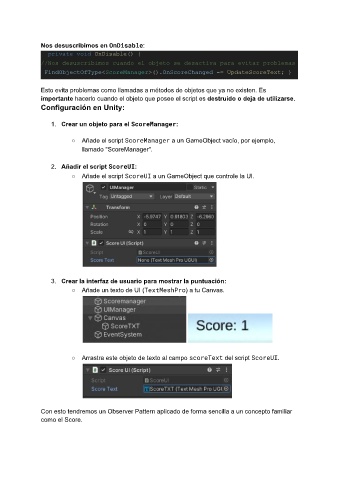 Nos desuscribimos en OnDisable:
private void OnDisable() {
//Nos desuscribimos cuando el objeto se desactiva para evitar problemas
FindObjectOfType<ScoreManager>().OnScoreChanged -= UpdateScoreText; }
Esto evita problemas como llamadas a métodos de objetos que ya no existen. Es
importante hacerlo cuando el objeto que posee el script es destruido o deja de utilizarse.
Configuración en Unity:
1. Crear un objeto para el ScoreManager:
○ Añade el script ScoreManager a un GameObject vacío, por ejemplo,
llamado "ScoreManager".
2. Añadir el script ScoreUI:
○ Añade el script ScoreUI a un GameObject que controle la UI.
UIManager Static
Tag Untagged Layer Default
Transform
Position X Y Z
Rotation X 0 Y 0 Z 0
Scale X 1 Y 1 Z 1
Score UI (Script)
Script ScoreUI
Score Text None (Text Mesh Pro UGUI)
3. Crear la interfaz de usuario para mostrar la puntuación:
○ Añade un texto de UI (TextMeshPro) a tu Canvas.
Scoremanager
UIManager
Canvas
ScoreTXT
EventSystem
Score: 1
○ Arrastra este objeto de texto al campo scoreText del script ScoreUI.
Score UI (Script)
Script ScoreUI
Score Text ScoreTXT (Text Mesh Pro UGUI)
Con esto tendremos un Observer Pattern aplicado de forma sencilla a un concepto familiar
como el Score.